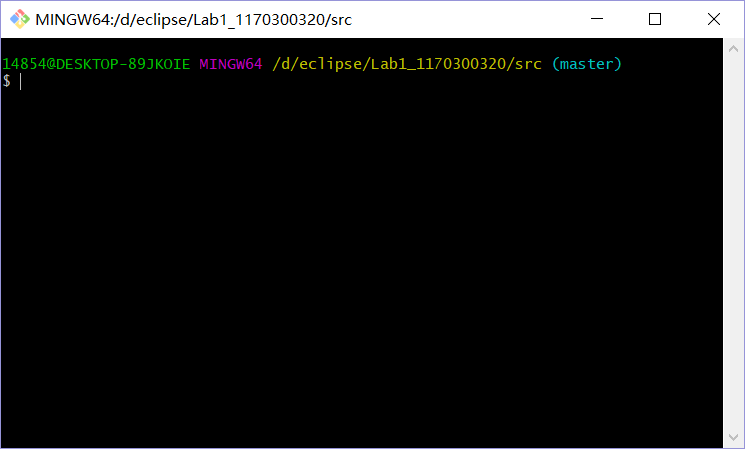 MINGW64:/d/eclipse/Lab1_1170300320/src
14854@DESKTOP-89JKOIE MINGW64 /d/eclipse/Lab1_1170300320/src (master)
$